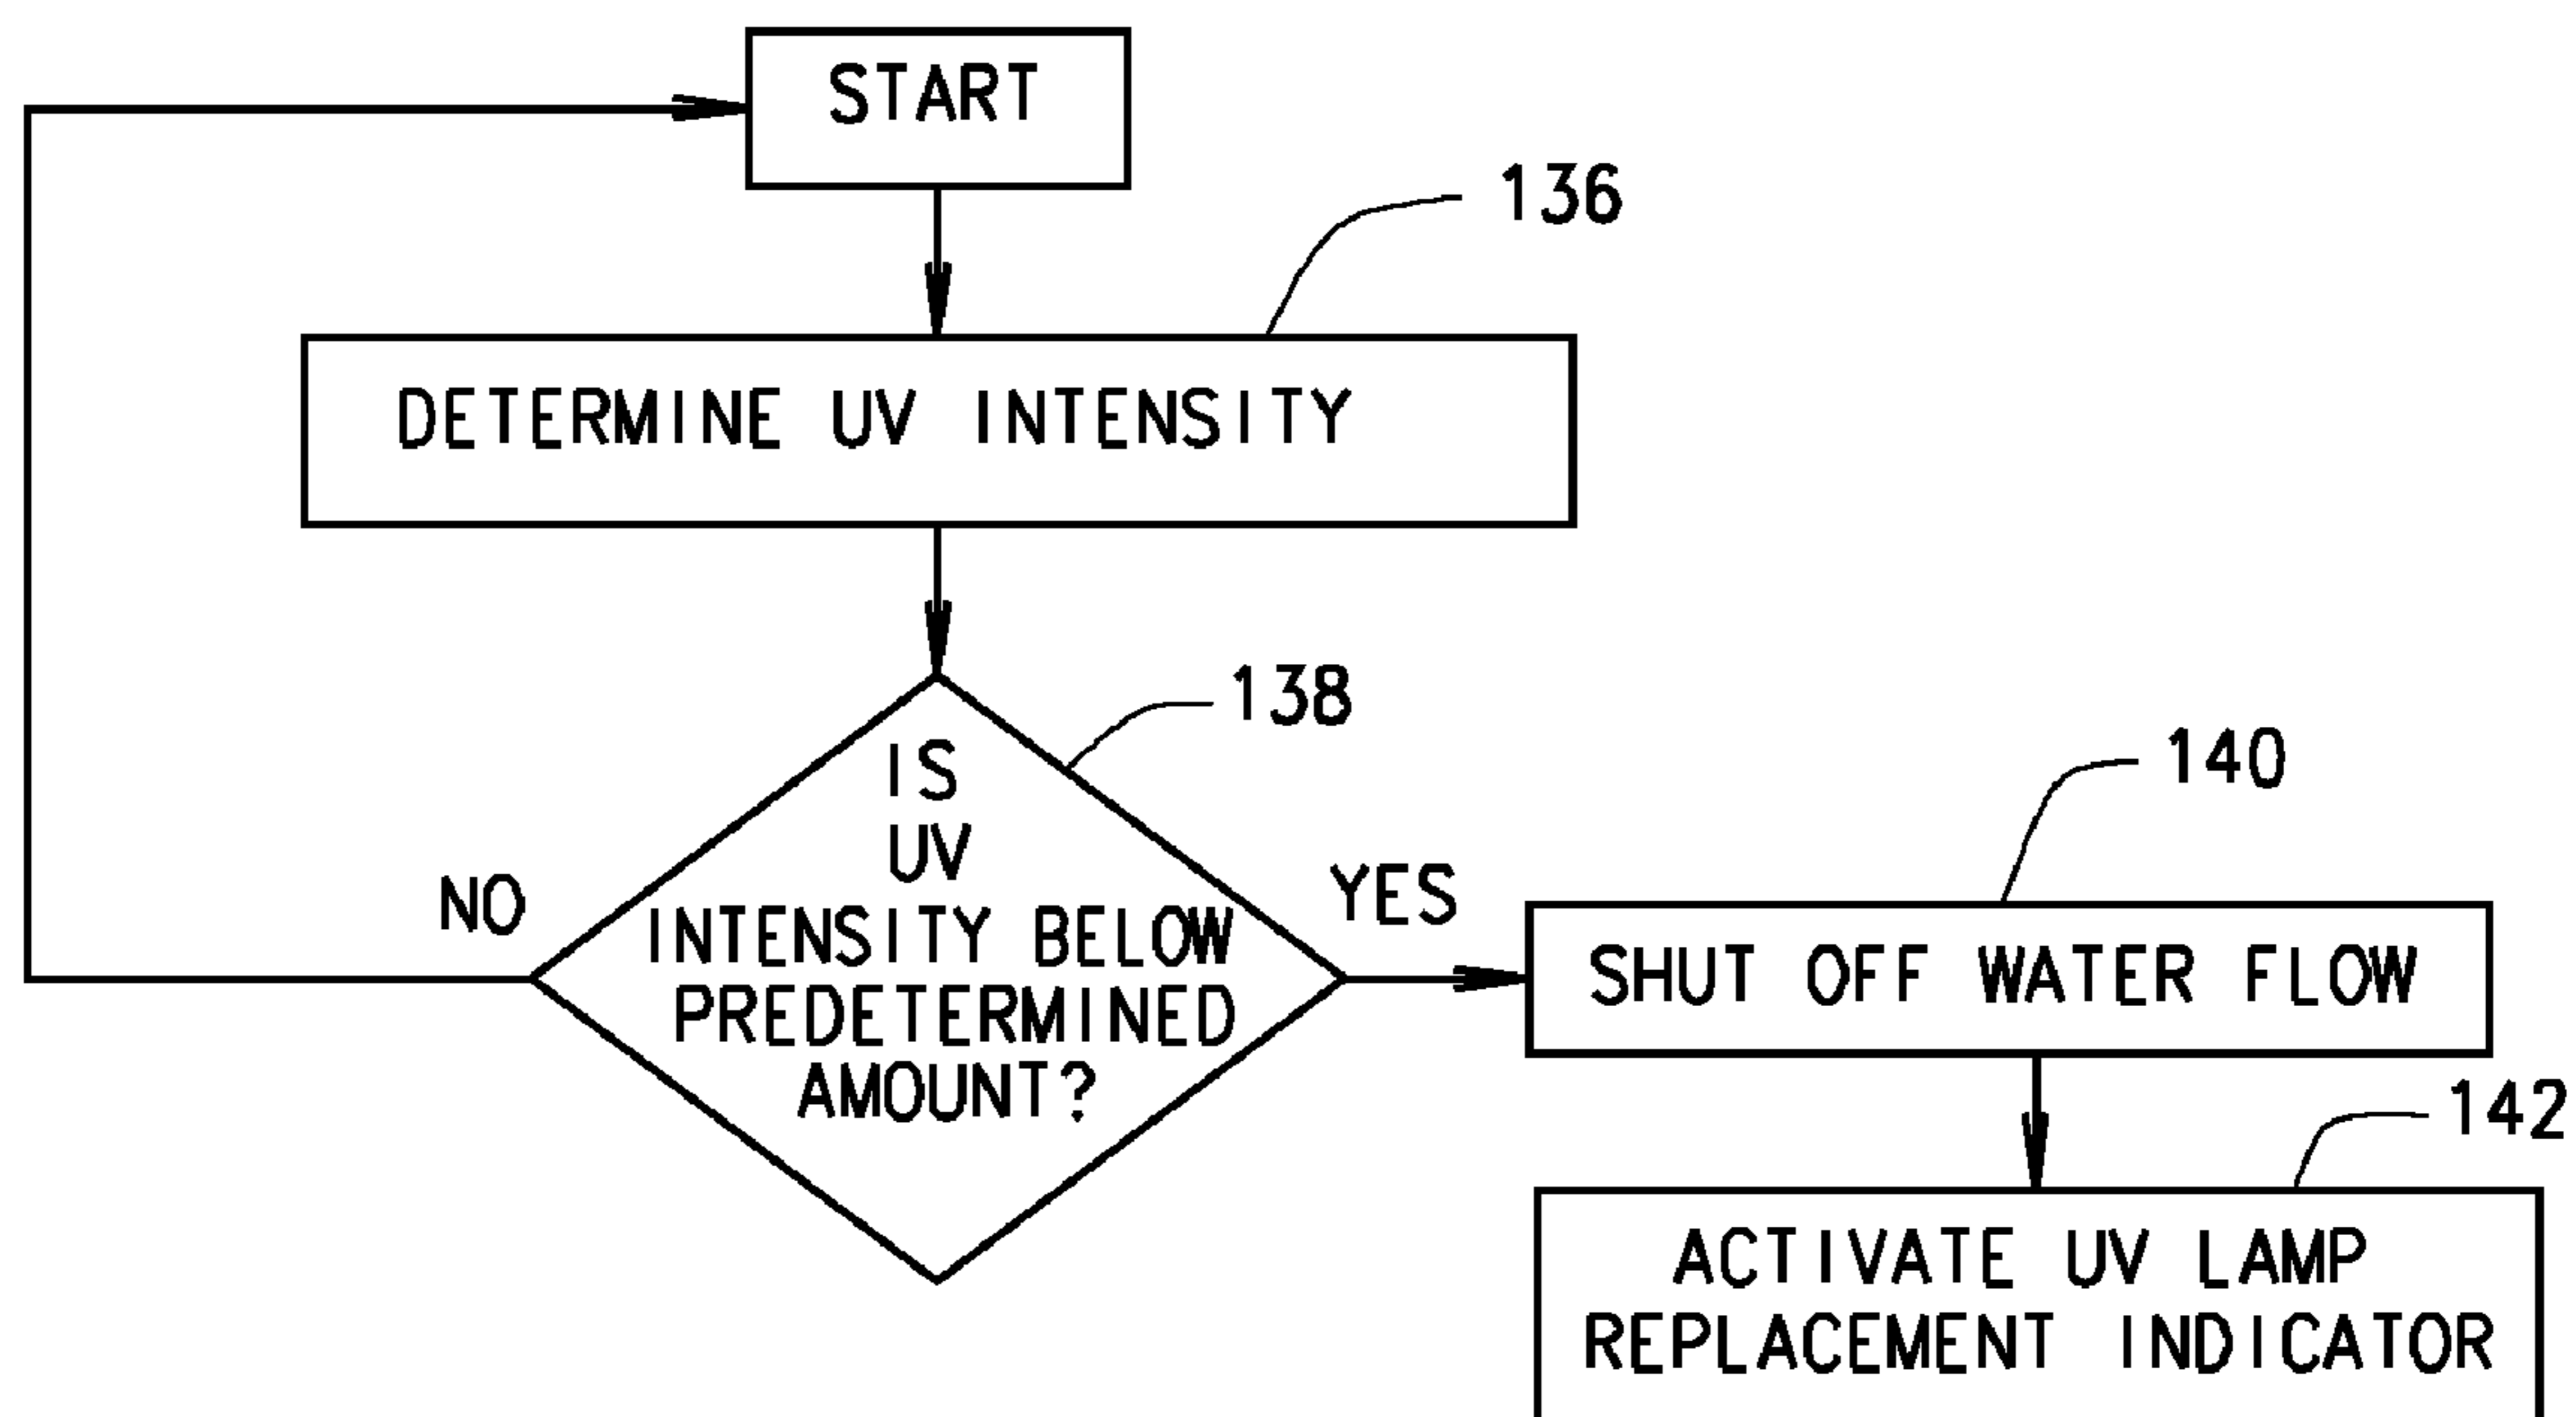 START
136
DETERMINE UV INTENSITY
138
IS
UV
INTENSITY BELOW
PREDETERMINED
AMOUNT?
NO
YES
140
SHUT OFF WATER FLOW
142
ACTIVATE UV LAMP
REPLACEMENT INDICATOR